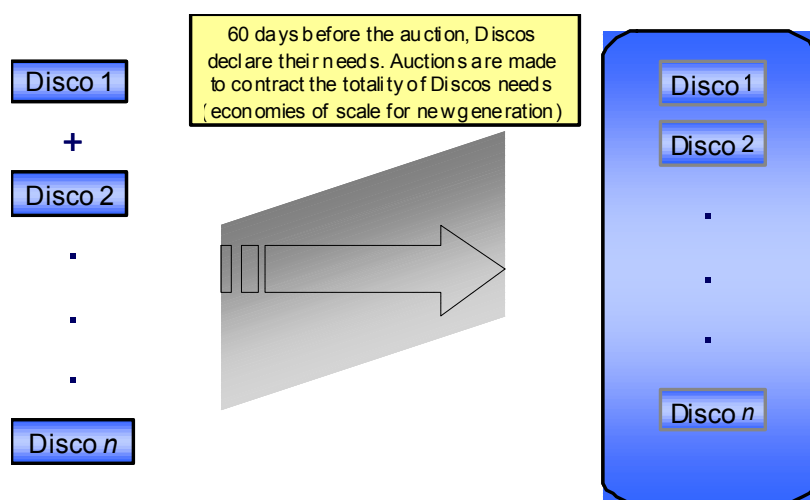 60 days before the auction, Discos
declare their needs. Auctions are made
to contract the totality of Discos needs
(economies of scale for new generation)
Disco 1
+
Disco 2
Disco n
Disco 1
Disco 2
Disco n